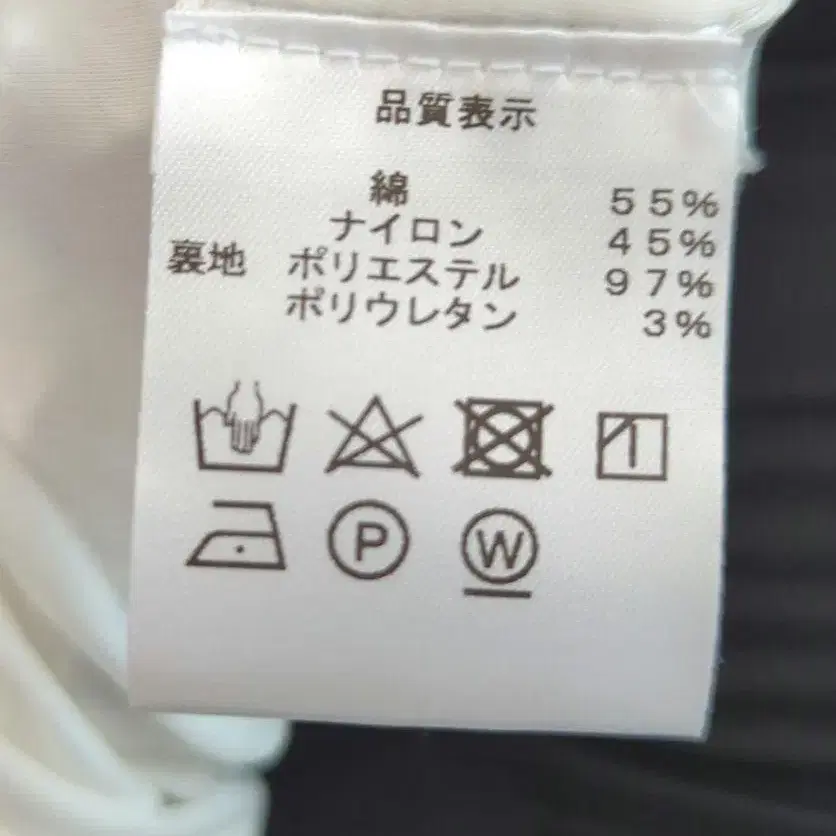 品質表示
綿 55%
ナイロン 45%
裏地 ポリエステル 97%
ポリウレタン 3%
P W